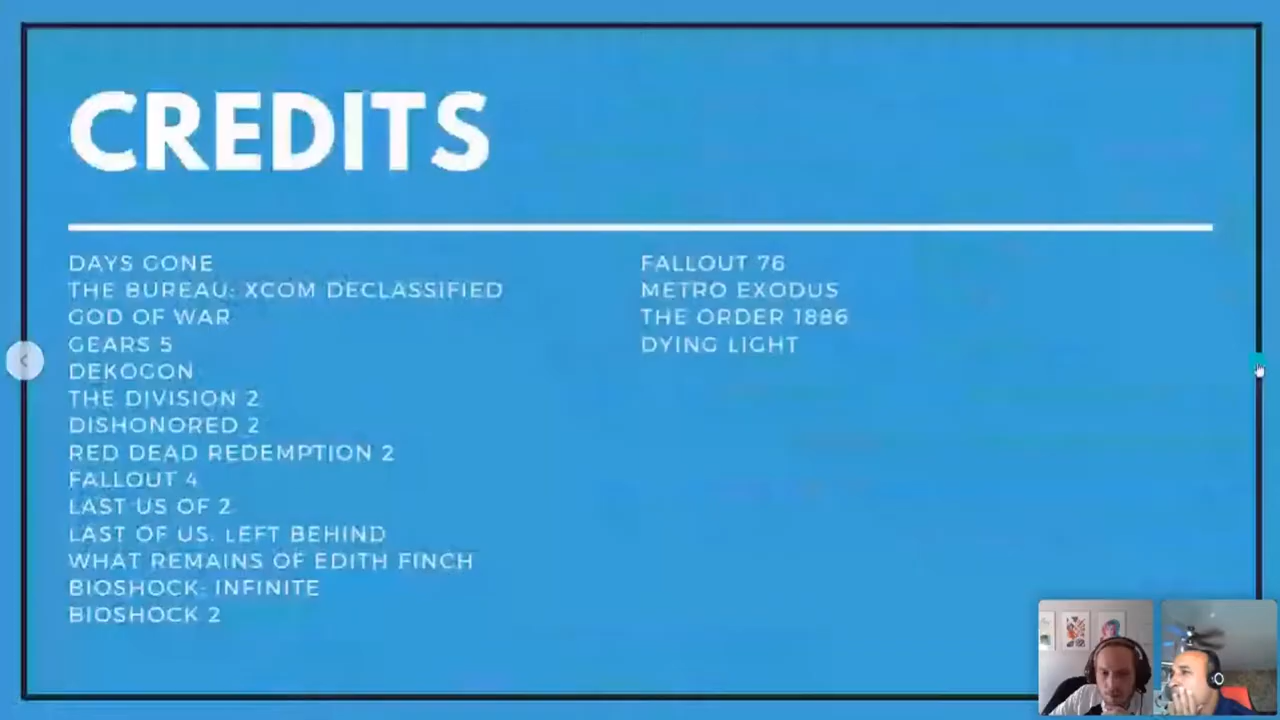 CREDITS
DAYS GONE
THE BUREAU: XCOM DECLASSIFIED
GOD OF WAR
GEARS 5
DEKOGON
THE DIVISION 2
DISHONORED 2
RED DEAD REDEMPTION 2
FALLOUT 4
LAST US OF 2
LAST OF US: LEFT BEHIND
WHAT REMAINS OF EDITH FINCH
BIOSHOCK: INFINITE
BIOSHOCK 2
FALLOUT 76
METRO EXODUS
THE ORDER 1886
DYING LIGHT